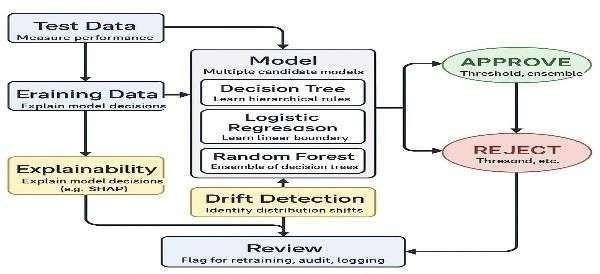 Test Data
Measure performance
Eraining Data
Explain model decisions
Explainability
Explain model decisions
(e.g. SHAP)
Model
Multiple candidate models
Decision Tree
Learn hierarchical rules
Logistic
Regresason
Learn linear boundary
Random Forest
Ensemble of decision trees
Drift Detection
Identify distribution shifts
APPROVE
Threshold, ensemble
REJECT
Thresand, etc.
Review
Flag for retraining, audit, logging